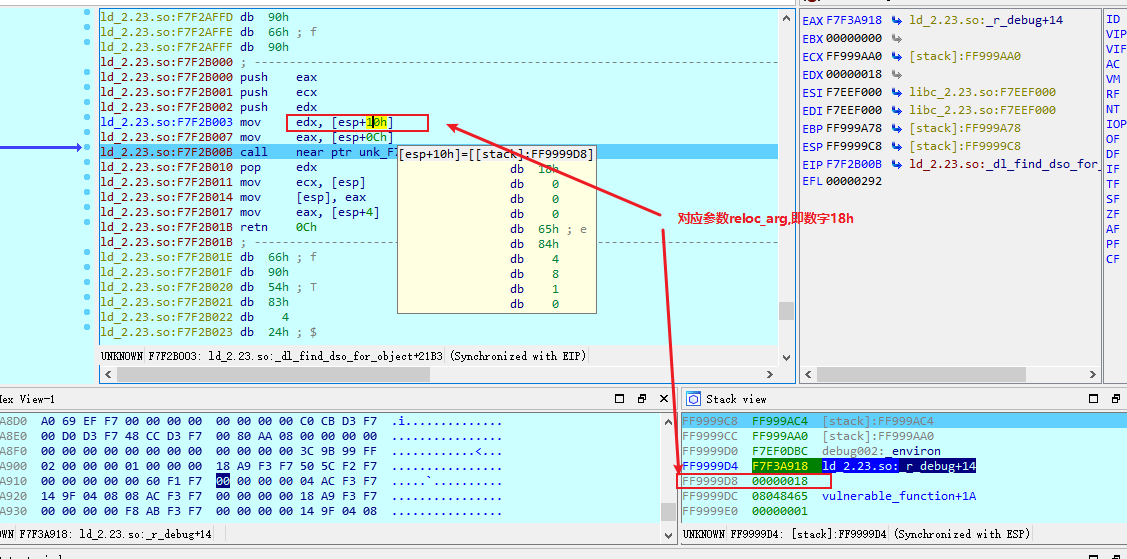 ld_2.23.so:F7F2AFFD db 90h
ld_2.23.so:F7F2AFFE db 66h ; f
ld_2.23.so:F7F2AFFF db 90h
ld_2.23.so:F7F2B000 ;
ld_2.23.so:F7F2B000 push eax
ld_2.23.so:F7F2B001 push ecx
ld_2.23.so:F7F2B002 push edx
ld_2.23.so:F7F2B003 mov edx, [esp+10h]
ld_2.23.so:F7F2B007 mov eax, [esp+0Ch]
ld_2.23.so:F7F2B00B call near ptr unk_F7
ld_2.23.so:F7F2B010 pop edx
ld_2.23.so:F7F2B011 mov ecx, [esp]
ld_2.23.so:F7F2B014 mov [esp], eax
ld_2.23.so:F7F2B017 mov eax, [esp+4]
ld_2.23.so:F7F2B01B retn 0Ch
ld_2.23.so:F7F2B01B ;
ld_2.23.so:F7F2B01E db 66h ; f
ld_2.23.so:F7F2B01F db 90h
ld_2.23.so:F7F2B020 db 54h ; T
ld_2.23.so:F7F2B021 db 83h
ld_2.23.so:F7F2B022 db 4
ld_2.23.so:F7F2B023 db 24h ; $
[esp+10h]=[[stack]:FF9999D8]
db 18h
db 0
db 0
db 0
db 65h ; e
db 84h
db 4
db 8
db 1
db 0
对应参数reloc_arg,即数字18h
UNKNOWN F7F2B003: ld_2.23.so:_dl_find_dso_for_object+21B3 (Synchronized with EIP)
EAX F7F3A918 ld_2.23.so:_r_debug+14
EBX 00000000
ECX FF999AA0 [stack]:FF999AA0
EDX 00000018
ESI F7EEF000 libc_2.23.so:F7EEF000
EDI F7EEF000 libc_2.23.so:F7EEF000
EBP FF999A78 [stack]:FF999A78
ESP FF9999C8 [stack]:FF9999C8
EIP F7F2B00B ld_2.23.so:_dl_find_dso_for_
EFL 00000292
ID
VIP
VIF
AC
VM
RF
NT
IOP
OF
DF
IF
TF
SF
ZF
AF
PF
CF
Hex View-1
A8D0 A0 69 EF F7 00 00 00 00 00 00 00 00 C0 CB D3 F7 .i..............
A8E0 00 D0 D3 F7 48 CC D3 F7 00 80 AA 08 00 00 00 00
A8F0 00 00 00 00 00 00 00 00 00 00 00 00 3C 9B 99 FF ............<...
A900 02 00 00 00 01 00 00 00 18 A9 F3 F7 50 5C F2 F7
A910 00 00 00 00 60 F1 F7 00 00 00 00 04 AC F3 F7
A920 14 9F 04 08 08 AC F3 F7 00 00 00 00 18 A9 F3 F7
A930 00 00 00 00 F8 AB F3 F7 00 00 00 00 14 9F 04 08
OWN F7F3A918: ld_2.23.so:_r_debug+14
Stack view
FF9999C8 FF999AC4 [stack]:FF999AC4
FF9999CC FF999AA0 [stack]:FF999AA0
FF9999D0 F7EF0DBC debug002:_environ
FF9999D4 F7F3A918 ld_2.23.so:_r_debug+14
FF9999D8 00000018
FF9999DC 08048465 vulnerable_function+1A
FF9999E0 00000001
UNKNOWN FF9999D4: [stack]:FF9999D4 (Synchronized with ESP)